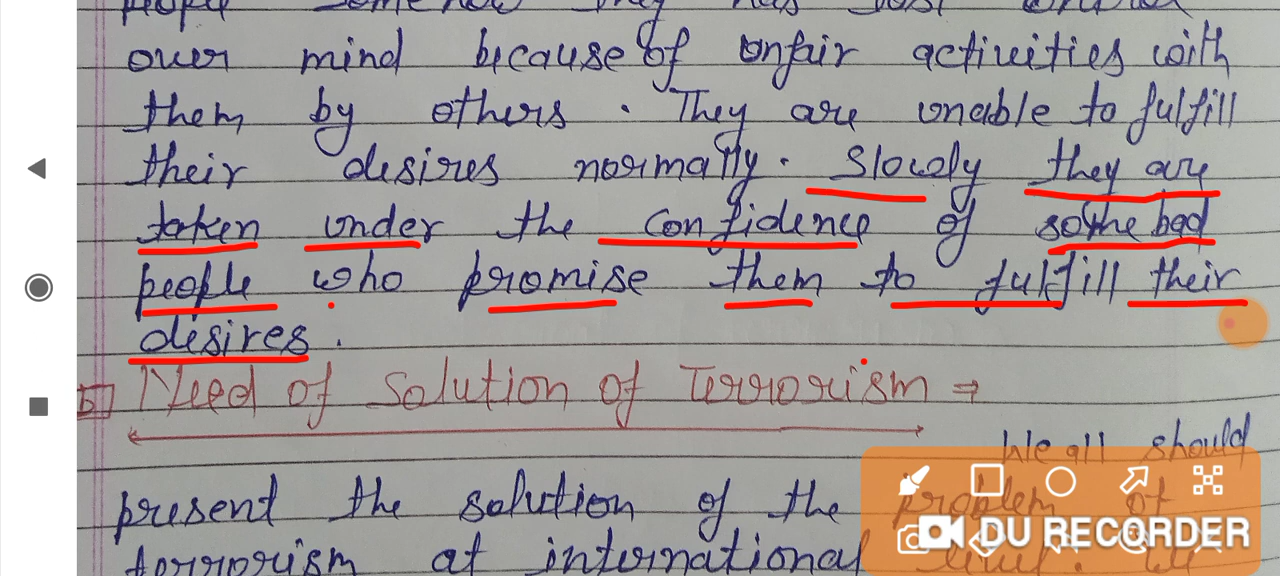 over mind because of unfair activities with
them by others. They are unable to fulfill
their desires normally. Slowly they are
taken under the confidence of some bad
people who promise them to fulfill their
desires.
5 Need of Solution of Terrorism ⇒
We all should
present the solution of the problem of
terrorism at international
DU RECORDER